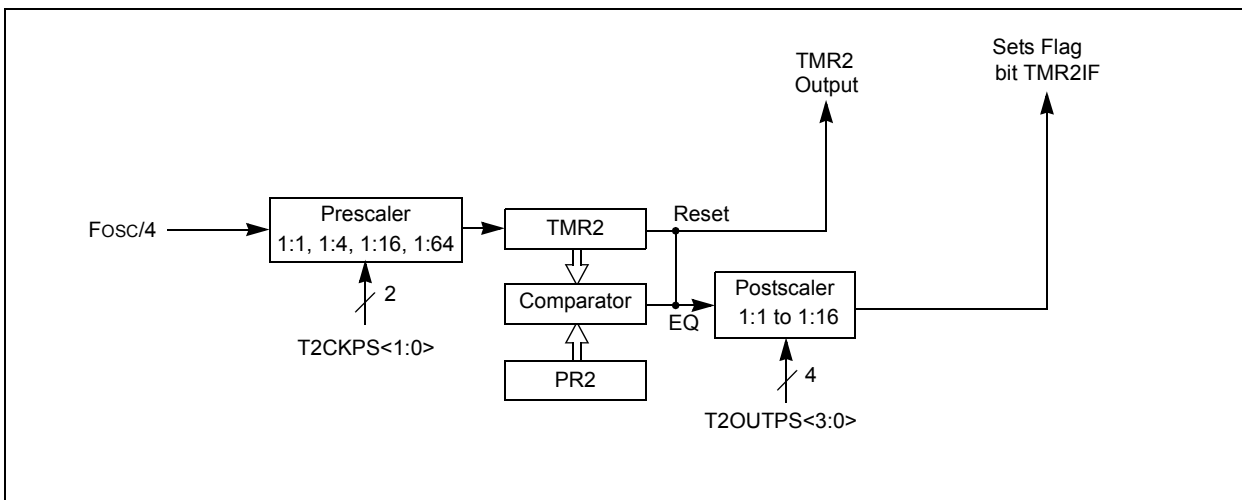 TMR2
Output
Sets Flag
bit TMR2IF
FOSC/4
Prescaler
1:1, 1:4, 1:16, 1:64
2
T2CKPS<1:0>
TMR2
Reset
Comparator
EQ
PR2
Postscaler
1:1 to 1:16
4
T2OUTPS<3:0>